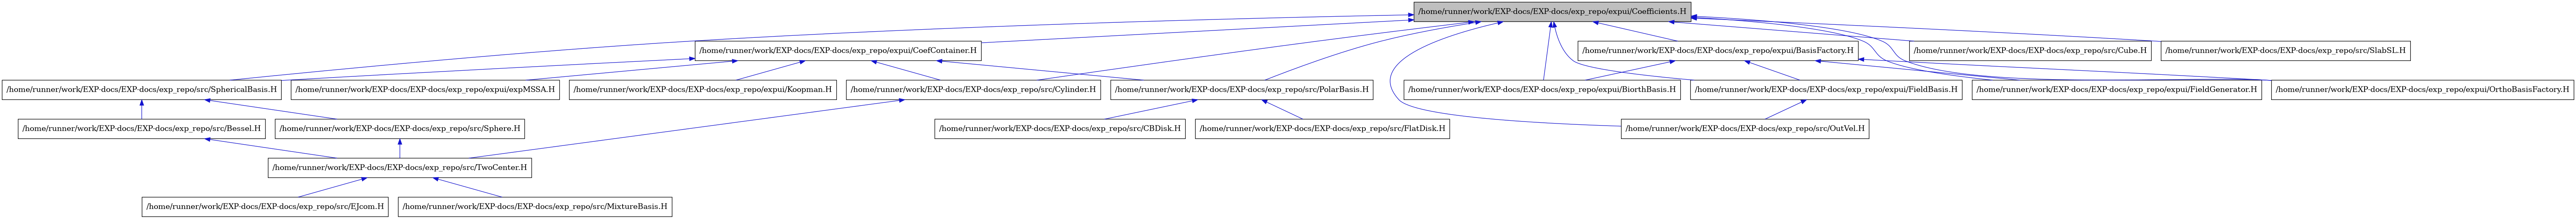 /home/runner/work/EXP-docs/EXP-docs/exp_repo/expui/Coefficients.H
/home/runner/work/EXP-docs/EXP-docs/exp_repo/expui/CoefContainer.H
/home/runner/work/EXP-docs/EXP-docs/exp_repo/expui/BasisFactory.H
/home/runner/work/EXP-docs/EXP-docs/exp_repo/src/Cube.H
/home/runner/work/EXP-docs/EXP-docs/exp_repo/src/SlabSL.H
/home/runner/work/EXP-docs/EXP-docs/exp_repo/src/SphericalBasis.H
/home/runner/work/EXP-docs/EXP-docs/exp_repo/expui/expMSSA.H
/home/runner/work/EXP-docs/EXP-docs/exp_repo/expui/Koopman.H
/home/runner/work/EXP-docs/EXP-docs/exp_repo/src/Cylinder.H
/home/runner/work/EXP-docs/EXP-docs/exp_repo/src/PolarBasis.H
/home/runner/work/EXP-docs/EXP-docs/exp_repo/expui/BiorthBasis.H
/home/runner/work/EXP-docs/EXP-docs/exp_repo/expui/FieldBasis.H
/home/runner/work/EXP-docs/EXP-docs/exp_repo/expui/FieldGenerator.H
/home/runner/work/EXP-docs/EXP-docs/exp_repo/expui/OrthoBasisFactory.H
/home/runner/work/EXP-docs/EXP-docs/exp_repo/src/Bessel.H
/home/runner/work/EXP-docs/EXP-docs/exp_repo/src/Sphere.H
/home/runner/work/EXP-docs/EXP-docs/exp_repo/src/CBDisk.H
/home/runner/work/EXP-docs/EXP-docs/exp_repo/src/FlatDisk.H
/home/runner/work/EXP-docs/EXP-docs/exp_repo/src/OutVel.H
/home/runner/work/EXP-docs/EXP-docs/exp_repo/src/TwoCenter.H
/home/runner/work/EXP-docs/EXP-docs/exp_repo/src/EJcom.H
/home/runner/work/EXP-docs/EXP-docs/exp_repo/src/MixtureBasis.H